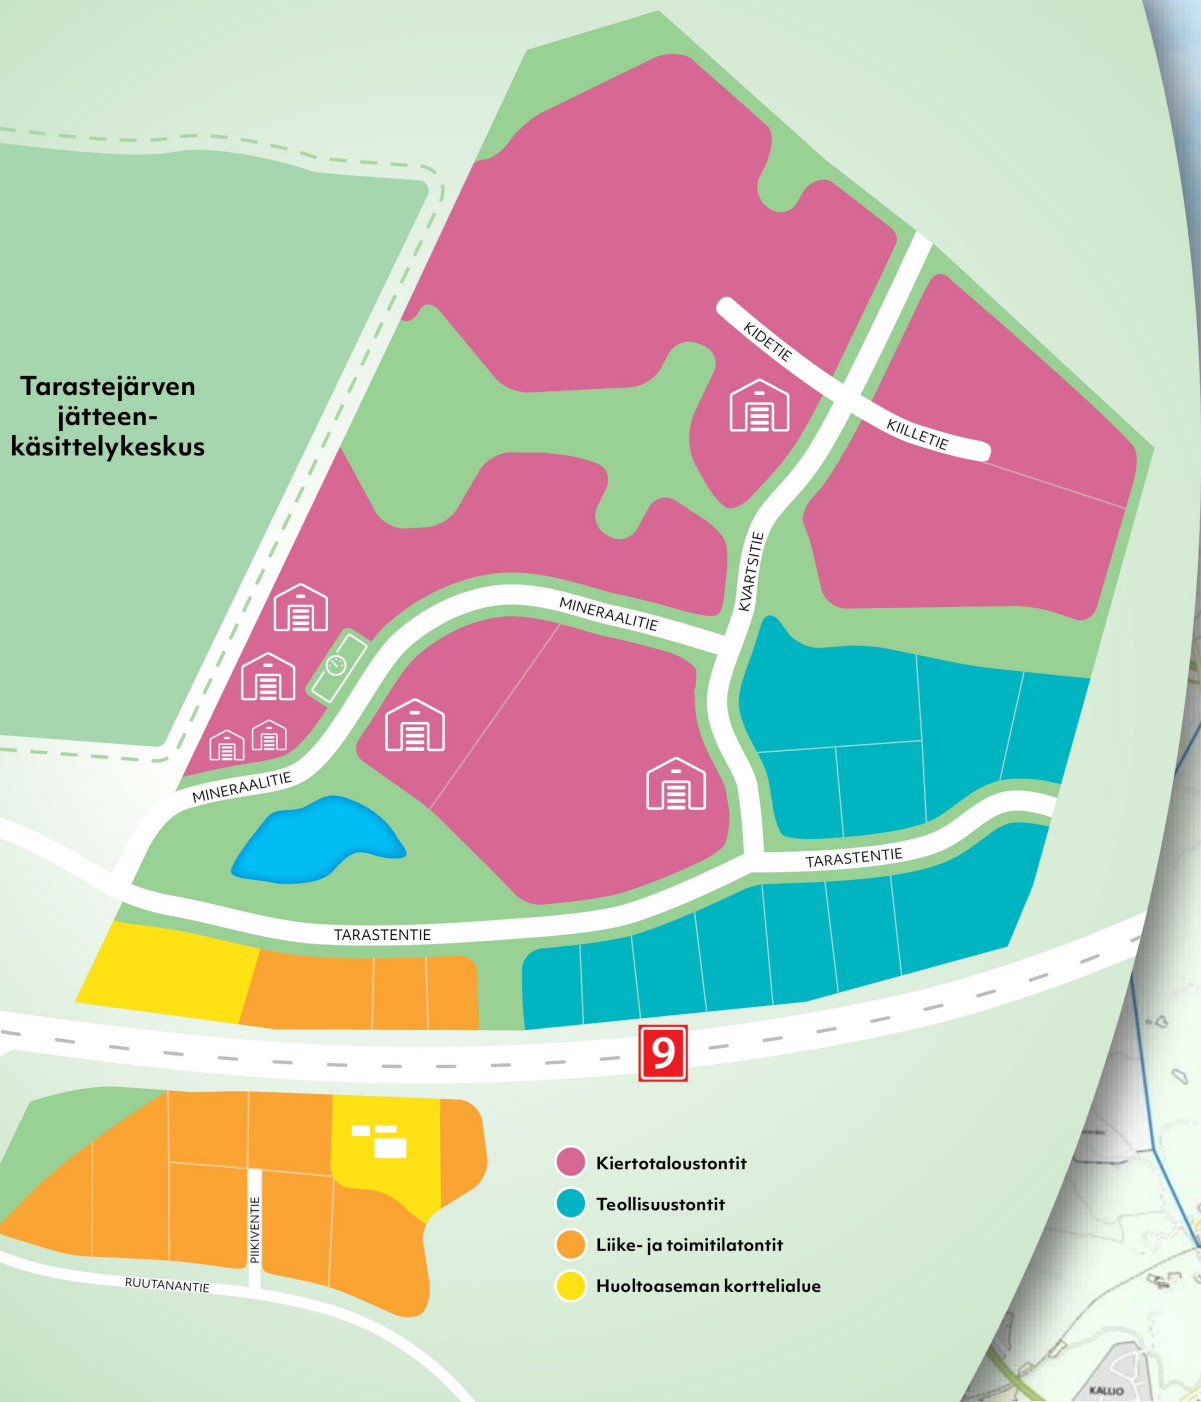 KIDETIE
KIILLETIE
Tarastejärven
jätteen-
käsittelykeskus
KVARTSITIE
MINERAALITIE
MINERAALITIE
TARASTENTIE
TARASTENTIE
9
Kiertotaloustontit
Teollisuustontit
Liike- ja toimitilatontit
Huoltoaseman korttelialue
PIIKIVENTIE
RUUTANANTIE
KALLIO